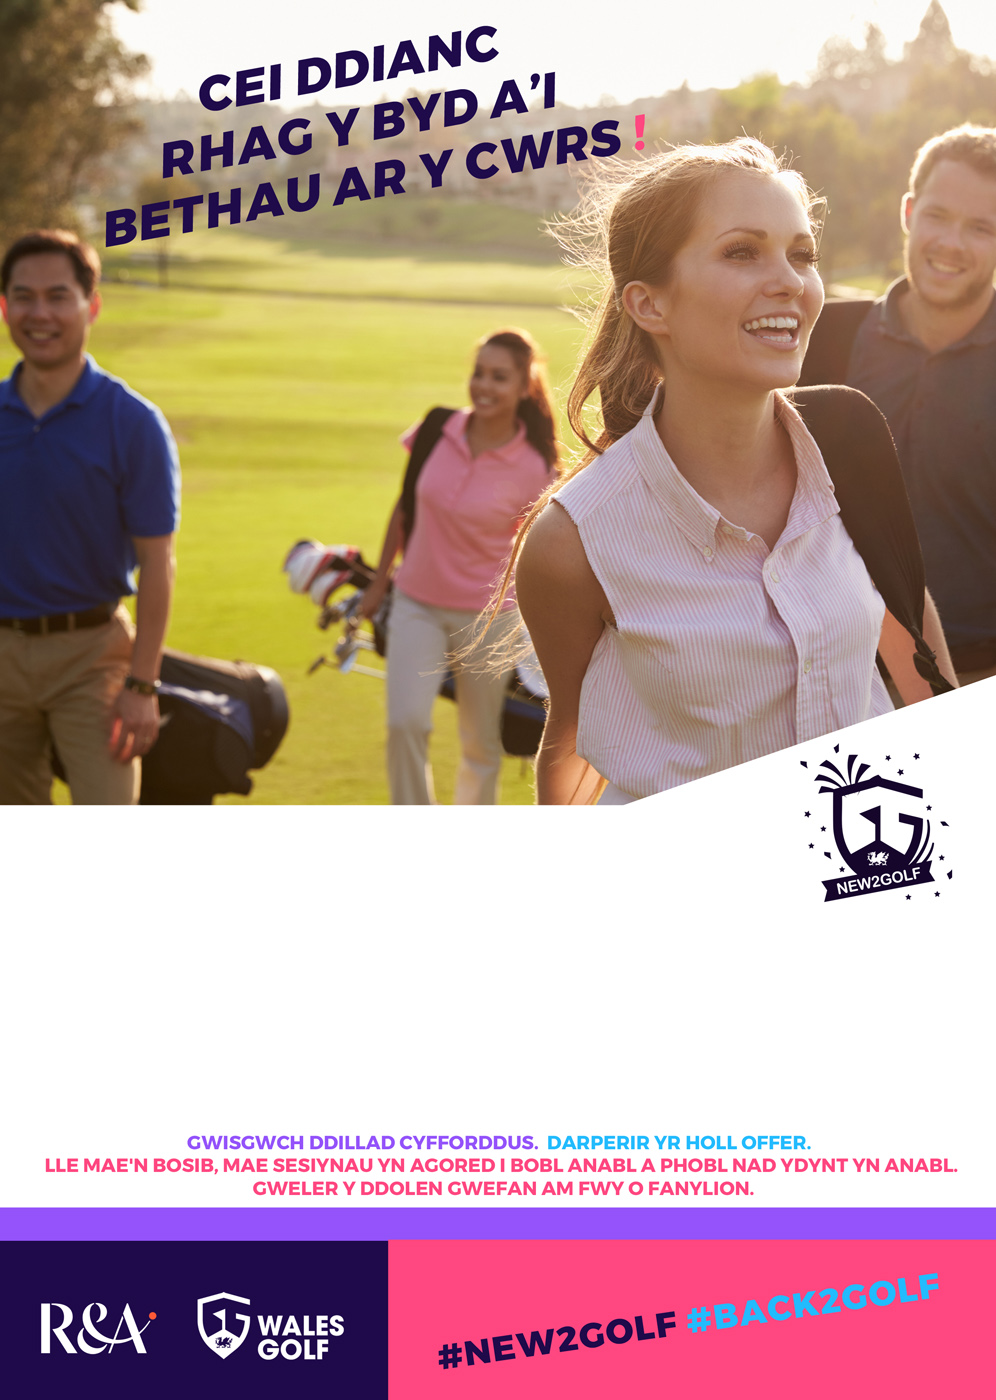 CEI DDIANC
RHAG Y BYD A'I
BETHAU AR Y CWRS!
NEW2GOLF
GWISGWCH DDILLAD CYFFORDDUS. DARPERIR YR HOLL OFFER.
LLE MAE'N BOSIB, MAE SESIYNAU YN AGORED I BOBL ANABL A PHOBL NAD YDYNT YN ANABL.
GWELER Y DDOLEN GWEFAN AM FWY O FANYLION.
R&A
WALES
GOLF
#NEW2GOLF #BACK2GOLF